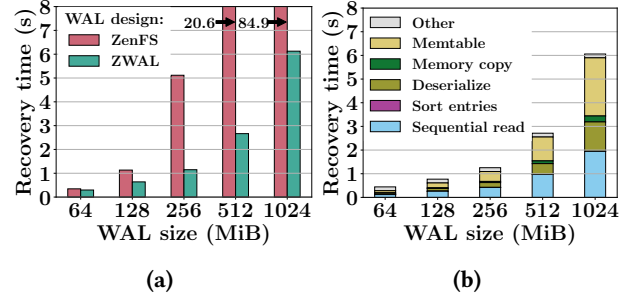 Recovery time (s)
8
7
6
5
4
3
2
1
0
WAL design:
ZenFS
ZWAL
20.6
84.9
64 128 256 512 1024
WAL size (MiB)
(a)
Recovery time (s)
8
7
6
5
4
3
2
1
0
Other
Memtable
Memory copy
Deserialize
Sort entries
Sequential read
64 128 256 512 1024
WAL size (MiB)
(b)